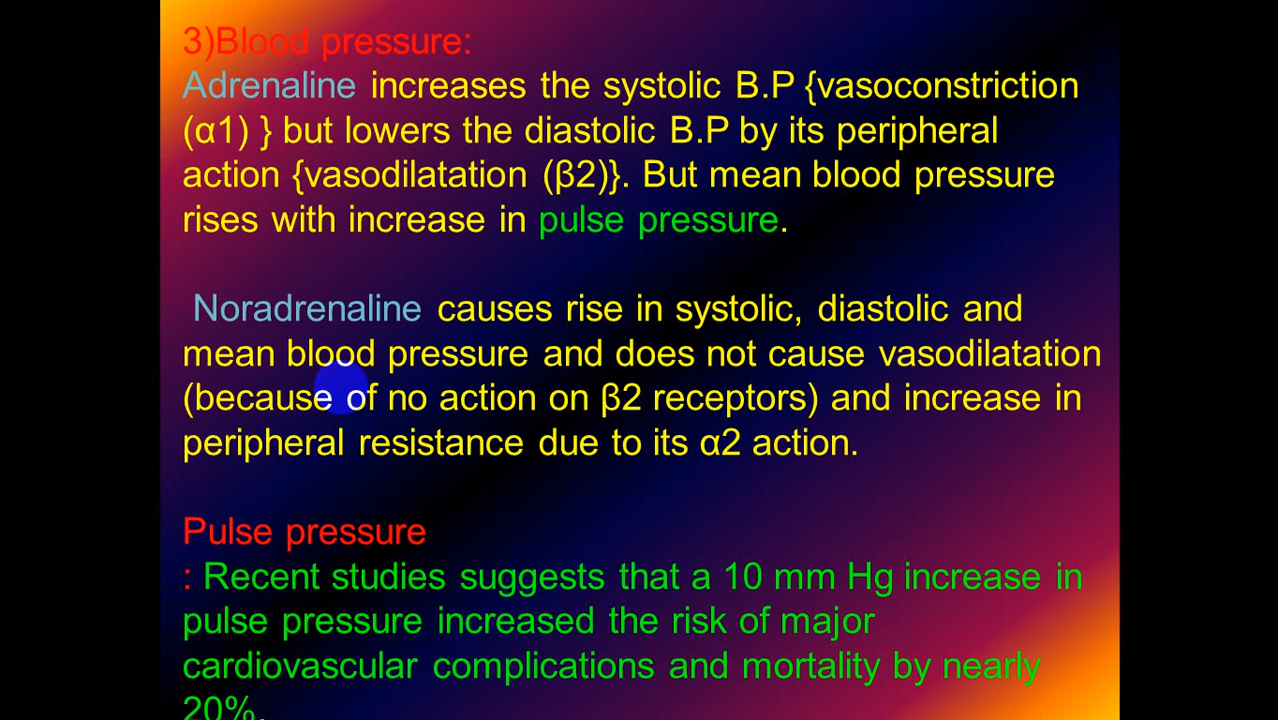 3)Blood pressure:
Adrenaline increases the systolic B.P {vasoconstriction
(α1) } but lowers the diastolic B.P by its peripheral
action {vasodilatation (β2)}. But mean blood pressure
rises with increase in pulse pressure.
Noradrenaline causes rise in systolic, diastolic and
mean blood pressure and does not cause vasodilatation
(because of no action on β2 receptors) and increase in
peripheral resistance due to its α2 action.
Pulse pressure
: Recent studies suggests that a 10 mm Hg increase in
pulse pressure increased the risk of major
cardiovascular complications and mortality by nearly
20%.